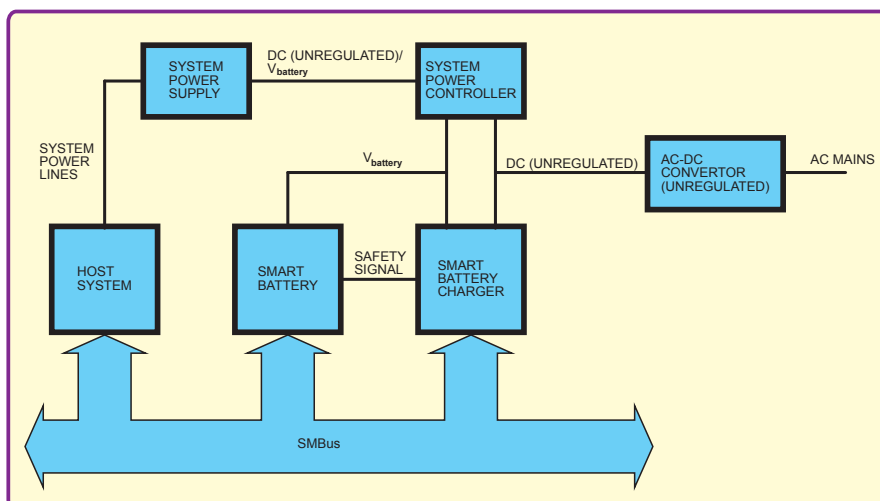 SYSTEM
POWER
SUPPLY
DC (UNREGULATED)/
Vbattery
SYSTEM
POWER
CONTROLLER
SYSTEM
POWER
LINES
Vbattery
DC (UNREGULATED)
AC-DC
CONVERTOR
(UNREGULATED)
AC MAINS
HOST
SYSTEM
SMART
BATTERY
SAFETY
SIGNAL
SMART
BATTERY
CHARGER
SMBus